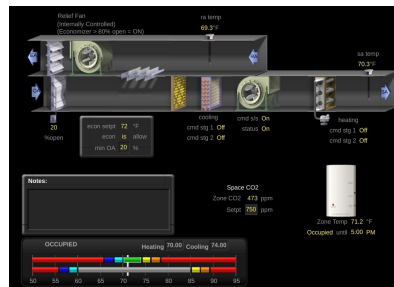 Relief Fan
(Internally Controlled)
(Economizer > 80% open = ON)
ra temp
69.3°F
sa temp
70.3°F
20
%open
econ setpt 72 °F
econ is allow
min OA 20 %
cooling
cmd stg 1 Off
cmd stg 2 Off
cmd s/s On
status On
heating
cmd stg 1 Off
cmd stg 2 Off
Notes:
Space CO2
Zone CO2 473 ppm
Setpt 750 ppm
Zone Temp 71.2 °F
Occupied until 5:00 PM
OCCUPIED Heating 70.00 Cooling 74.00
50 55 60 65 70 75 80 85 90 95